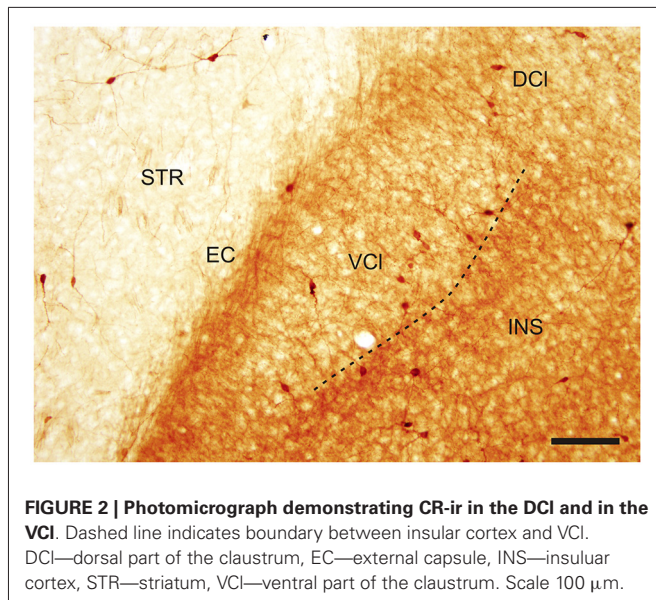 DCl
STR
EC
VCl
INS
FIGURE 2 | Photomicrograph demonstrating CR-ir in the DCl and in the
VCl. Dashed line indicates boundary between insular cortex and VCl.
DCl—dorsal part of the claustrum, EC—external capsule, INS—insuluar
cortex, STR—striatum, VCl—ventral part of the claustrum. Scale 100 μm.